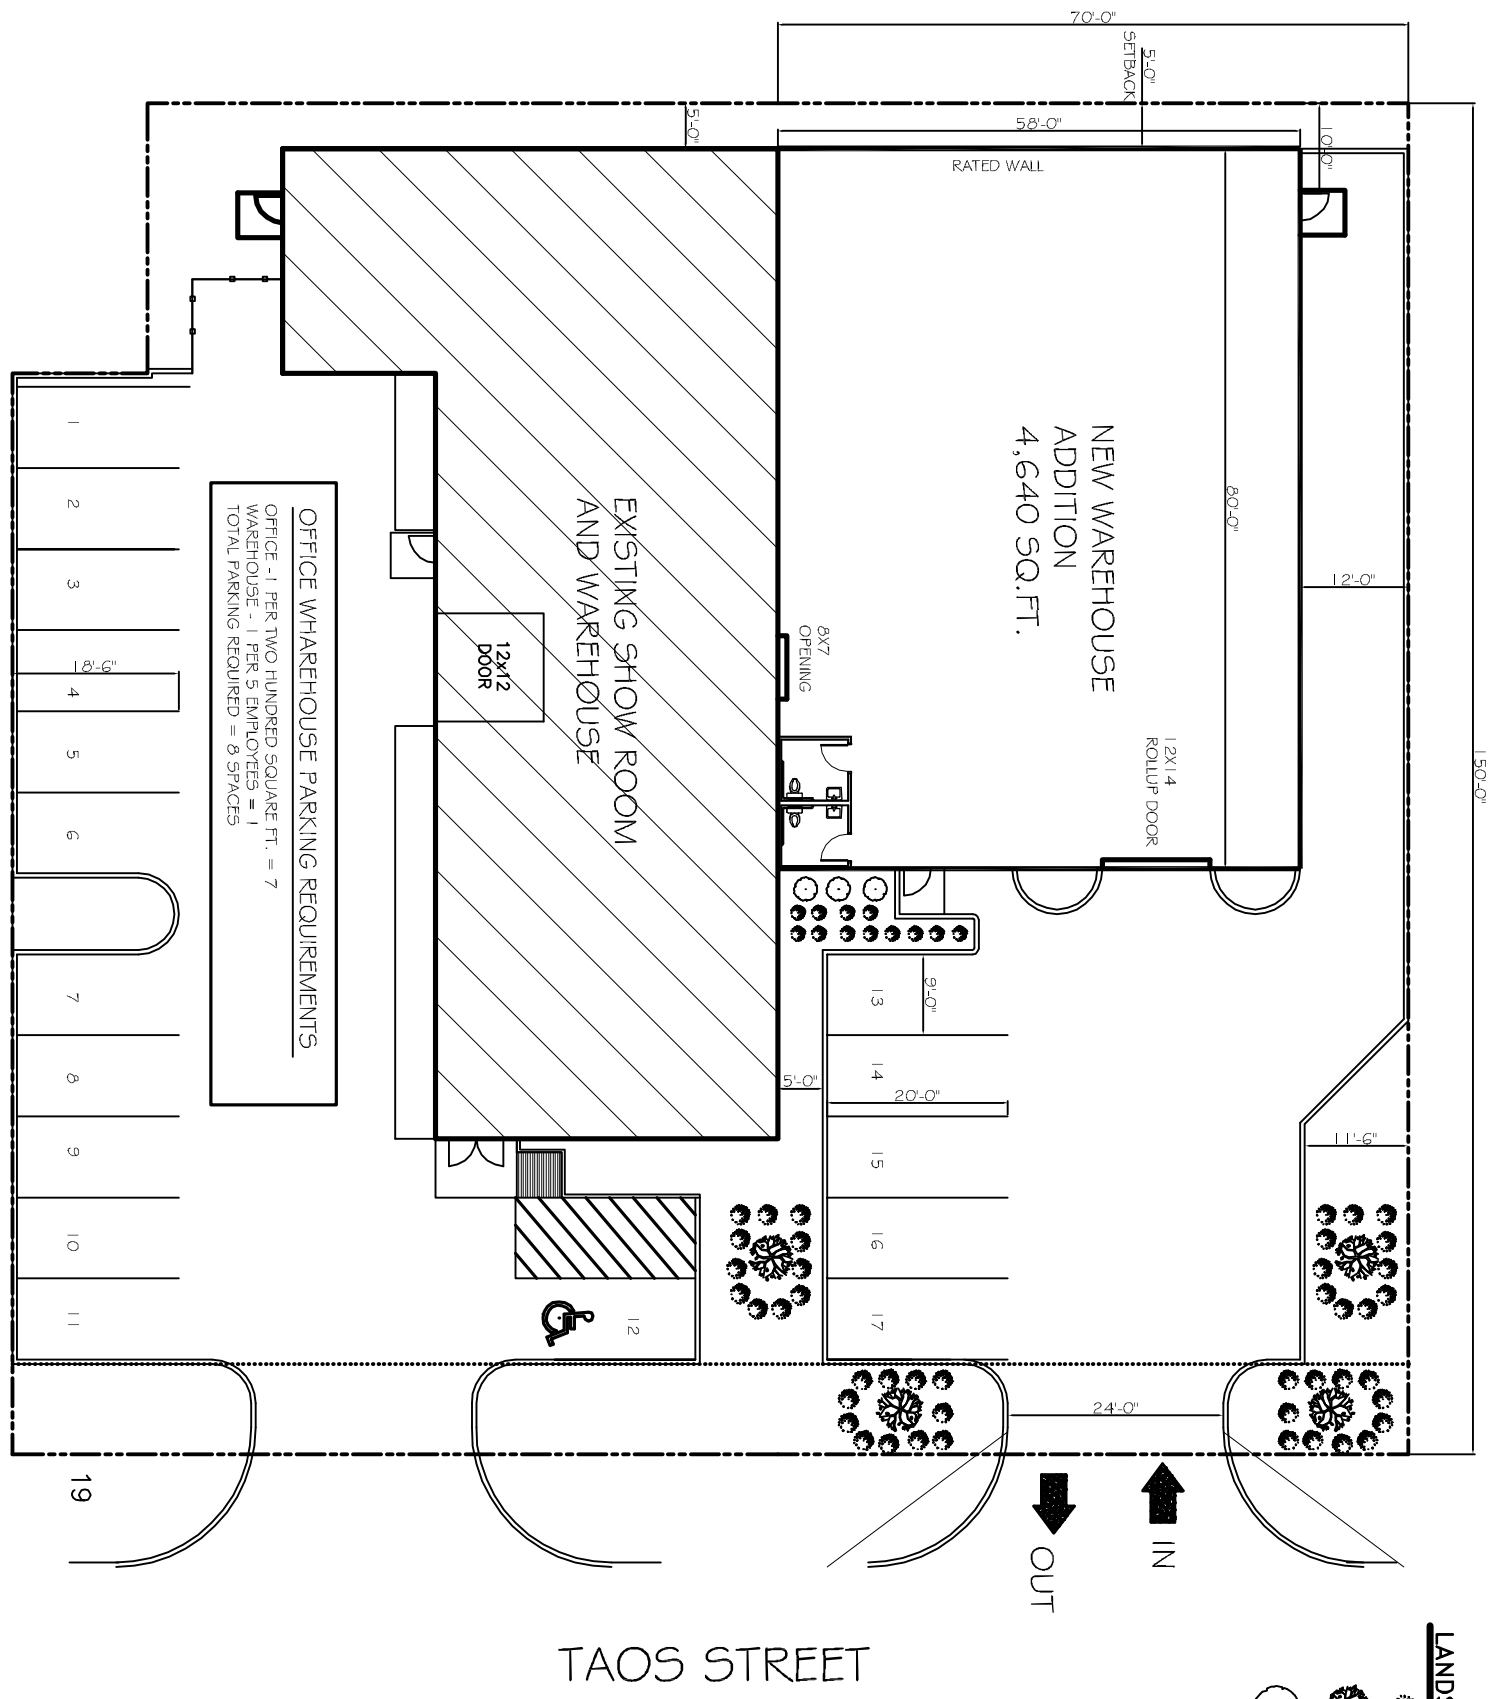 70'-0"
5'-0"
SETBACK
5'-0"
58'-0"
10'-0"
RATED WALL
NEW WAREHOUSE
ADDITION
4,640 SQ.FT.
80'-0"
12'-0"
150'-0"
8X7
OPENING
12X14
ROLLUP DOOR
EXISTING SHOW ROOM
AND WAREHOUSE
12x12
DOOR
OFFICE WHAREHOUSE PARKING REQUIREMENTS
OFFICE - 1 PER TWO HUNDRED SQUARE FT. = 7
WAREHOUSE - 1 PER 5 EMPLOYEES = 1
TOTAL PARKING REQUIRED = 8 SPACES
1
2
3
18'-6"
4
5
6
7
8
9
10
11
12
13
9'-0"
14
5'-0"
20'-0"
15
16
17
11'-6"
24'-0"
19
IN
OUT
TAOS STREET